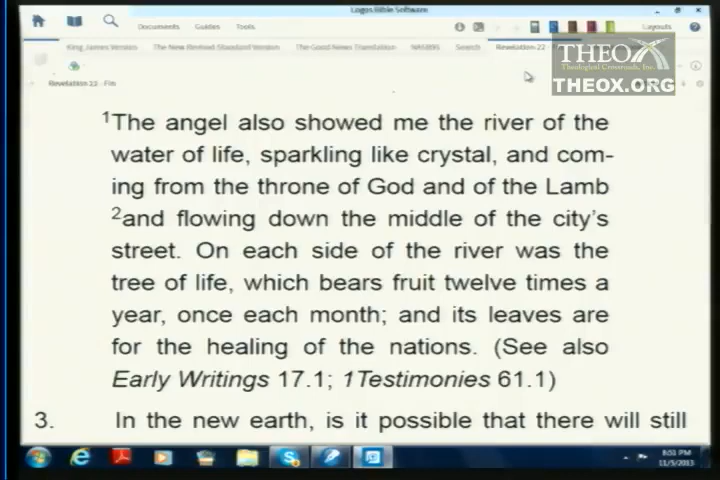 Logos Bible Software
Documents Guides Tools Layouts
King James Version The New Revised Standard Version The Good News Translation NASB95 Search Revelation 22
THEOX
Theological Crossroads, Inc.
THEOX.ORG
Revelation 22 - Fin
1The angel also showed me the river of the
water of life, sparkling like crystal, and com-
ing from the throne of God and of the Lamb
2and flowing down the middle of the city's
street. On each side of the river was the
tree of life, which bears fruit twelve times a
year, once each month; and its leaves are
for the healing of the nations. (See also
Early Writings 17.1; 1Testimonies 61.1)
3. In the new earth, is it possible that there will still
8:51 PM
11/5/2013